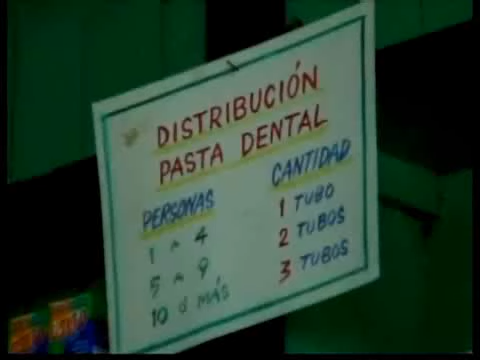 DISTRIBUCIÓN
PASTA DENTAL
PERSONAS CANTIDAD
1 a 4 1 TUBO
5 a 9 2 TUBOS
10 ó MÁS 3 TUBOS